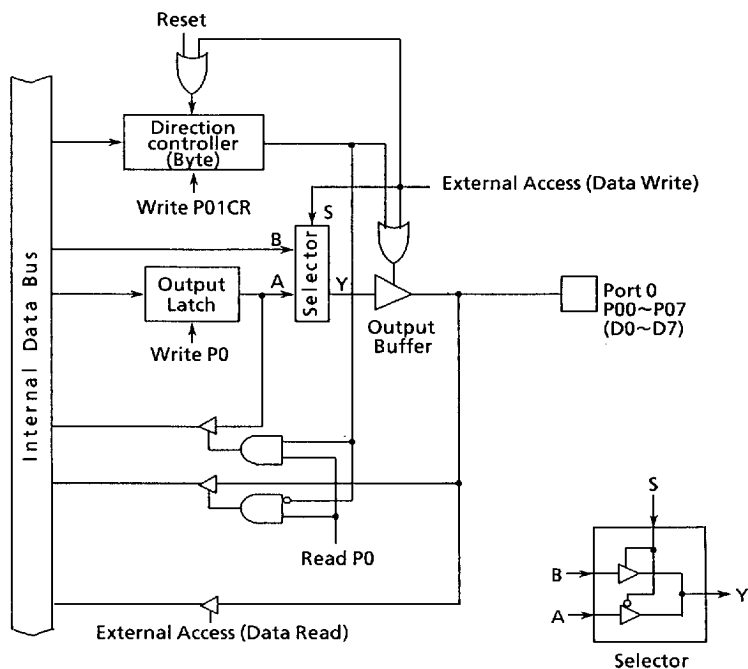 Reset
Direction
controller
(Byte)
External Access (Data Write)
Write P01CR
S
B
Selector
Output
Latch
A
Y
Output
Buffer
Port 0
P00~P07
(D0~D7)
Write P0
Internal Data Bus
Read P0
External Access (Data Read)
S
B
A
Y
Selector